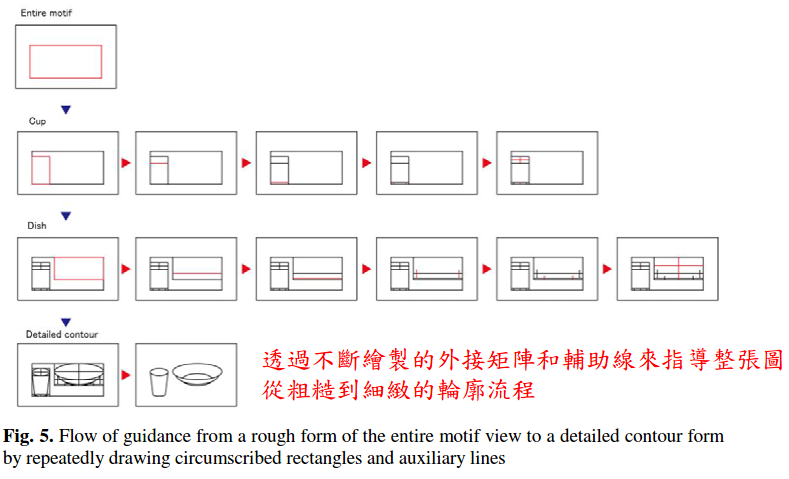 Entire motif
Cup
Dish
Detailed contour
透過不斷繪製的外接矩陣和輔助線來指導整張圖
從粗糙到細緻的輪廓流程
Fig. 5. Flow of guidance from a rough form of the entire motif view to a detailed contour form
by repeatedly drawing circumscribed rectangles and auxiliary lines